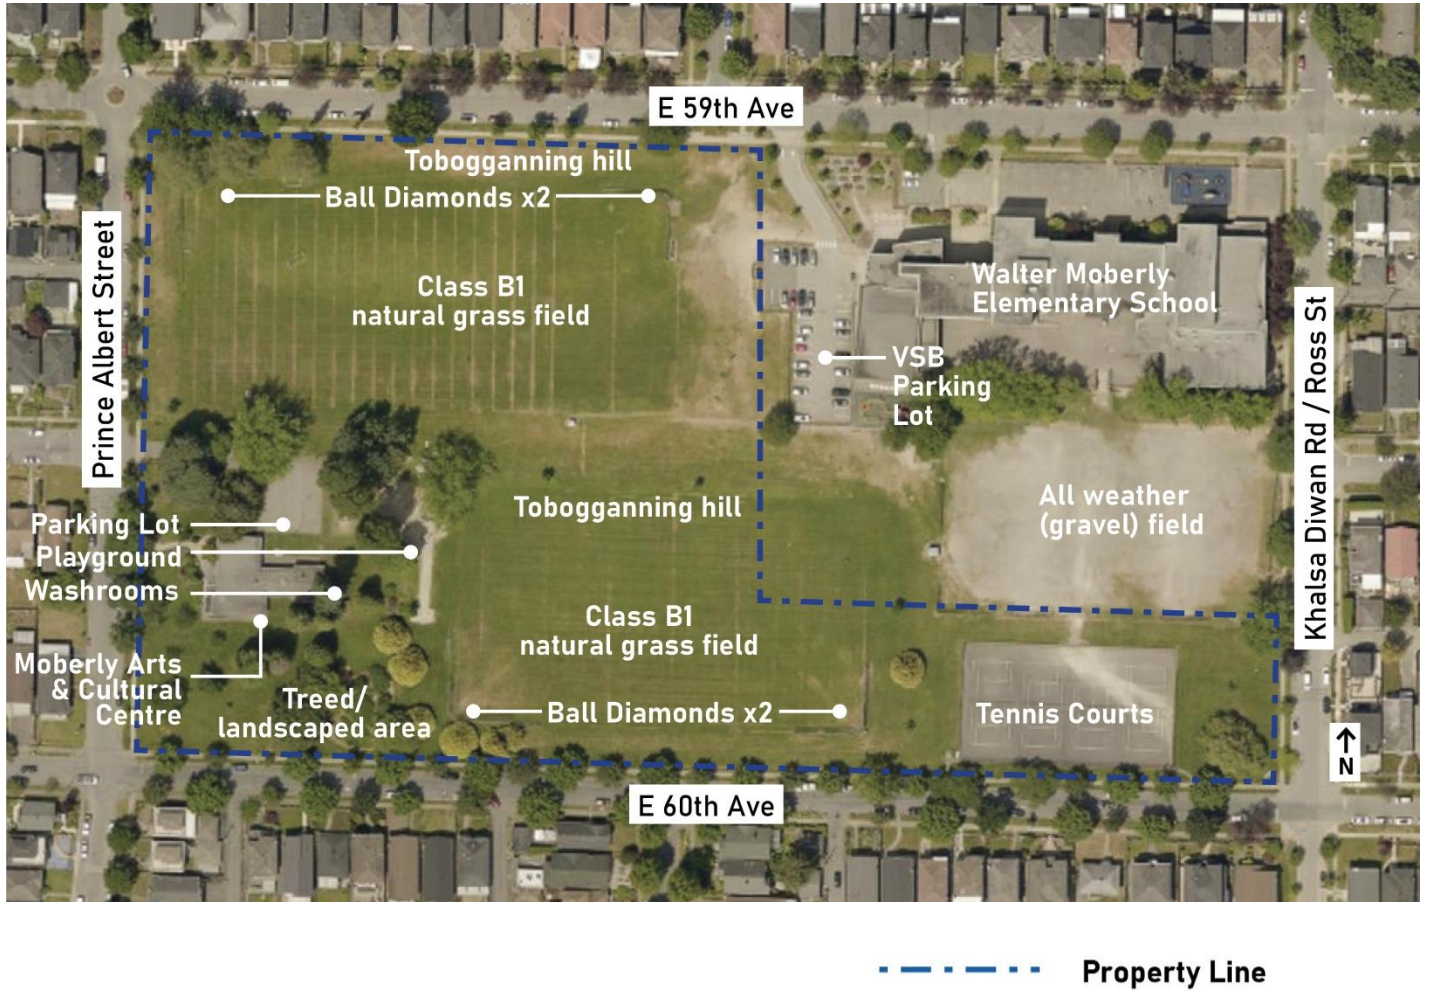 E 59th Ave
Tobogganning hill
Ball Diamonds x2
Prince Albert Street
Class B1
natural grass field
Walter Moberly
Elementary School
VSB
Parking
Lot
Khalsa Diwan Rd / Ross St
Tobogganning hill
All weather
(gravel) field
Parking Lot
Playground
Washrooms
Moberly Arts
& Cultural
Centre
Treed/
landscaped area
Class B1
natural grass field
Ball Diamonds x2
Tennis Courts
N
E 60th Ave
Property Line